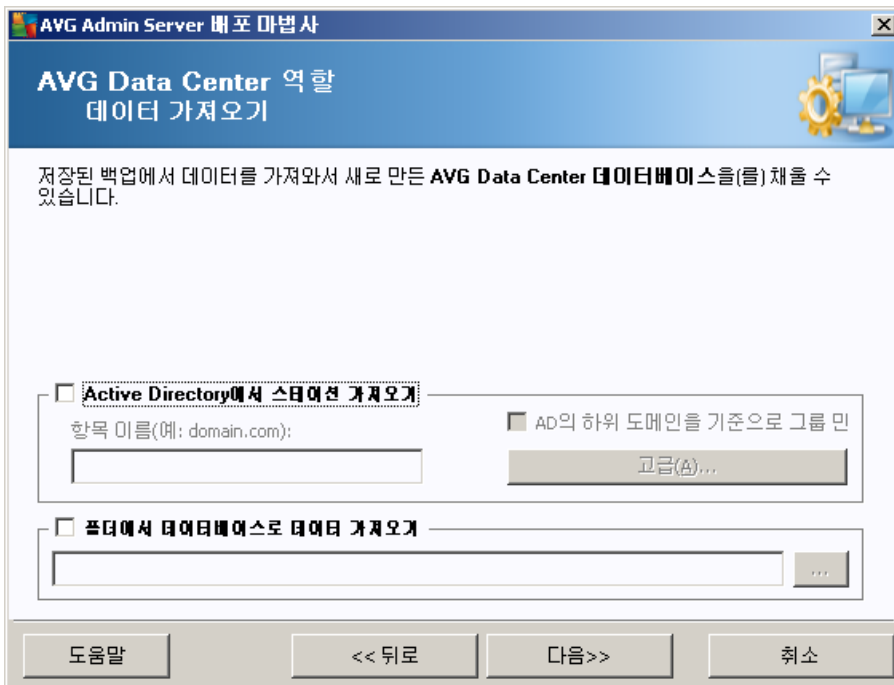 AVG Admin Server 배포 마법사
AVG Data Center 역할
데이터 가져오기
저장된 백업에서 데이터를 가져와서 새로 만든 AVG Data Center 데이터베이스을(를) 채울 수
있습니다.
Active Directory에서 스테이션 가져오기
항목 이름(예: domain.com):
AD의 하위 도메인을 기준으로 그룹 민
고급(A)...
폴더에서 데이터베이스로 데이터 가져오기
...
도움말
<< 뒤로
다음>>
취소